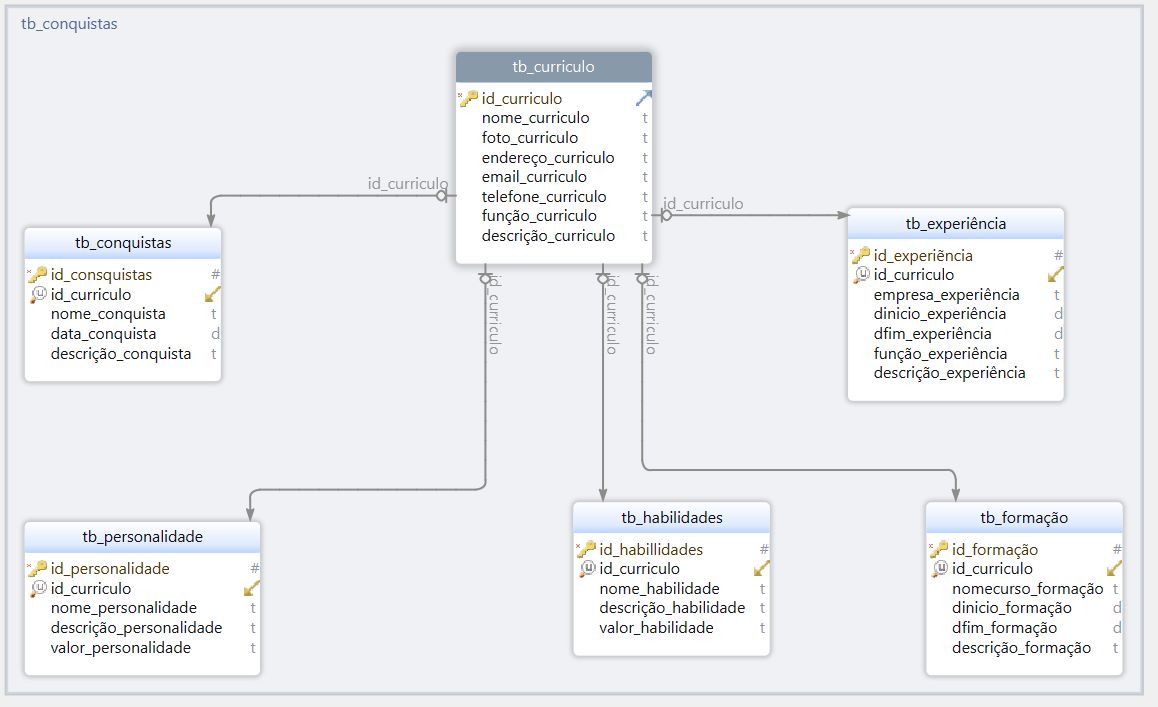 tb_conquistas
tb_curriculo
id_curriculo
nome_curriculo t
foto_curriculo t
endereço_curriculo t
email_curriculo t
telefone_curriculo t
função_curriculo t
descrição_curriculo t
id_curriculo
id_curriculo
id_curriculo
id_curriculo
id_curriculo
tb_conquistas
id_consquistas #
id_curriculo
nome_conquista t
data_conquista d
descrição_conquista t
tb_experiência
id_experiẽncia #
id_curriculo
empresa_experiência t
dinicio_experiência d
dfim_experiência d
função_experiência t
descrição_experiência t
tb_personalidade
id_personalidade #
id_curriculo
nome_personalidade t
descrição_personalidade t
valor_personalidade t
tb_habilidades
id_habillidades #
id_curriculo
nome_habilidade t
descrição_habilidade t
valor_habilidade t
tb_formação
id_formação #
id_curriculo
nomecurso_formação t
dinicio_formação d
dfim_formação d
descrição_formação t